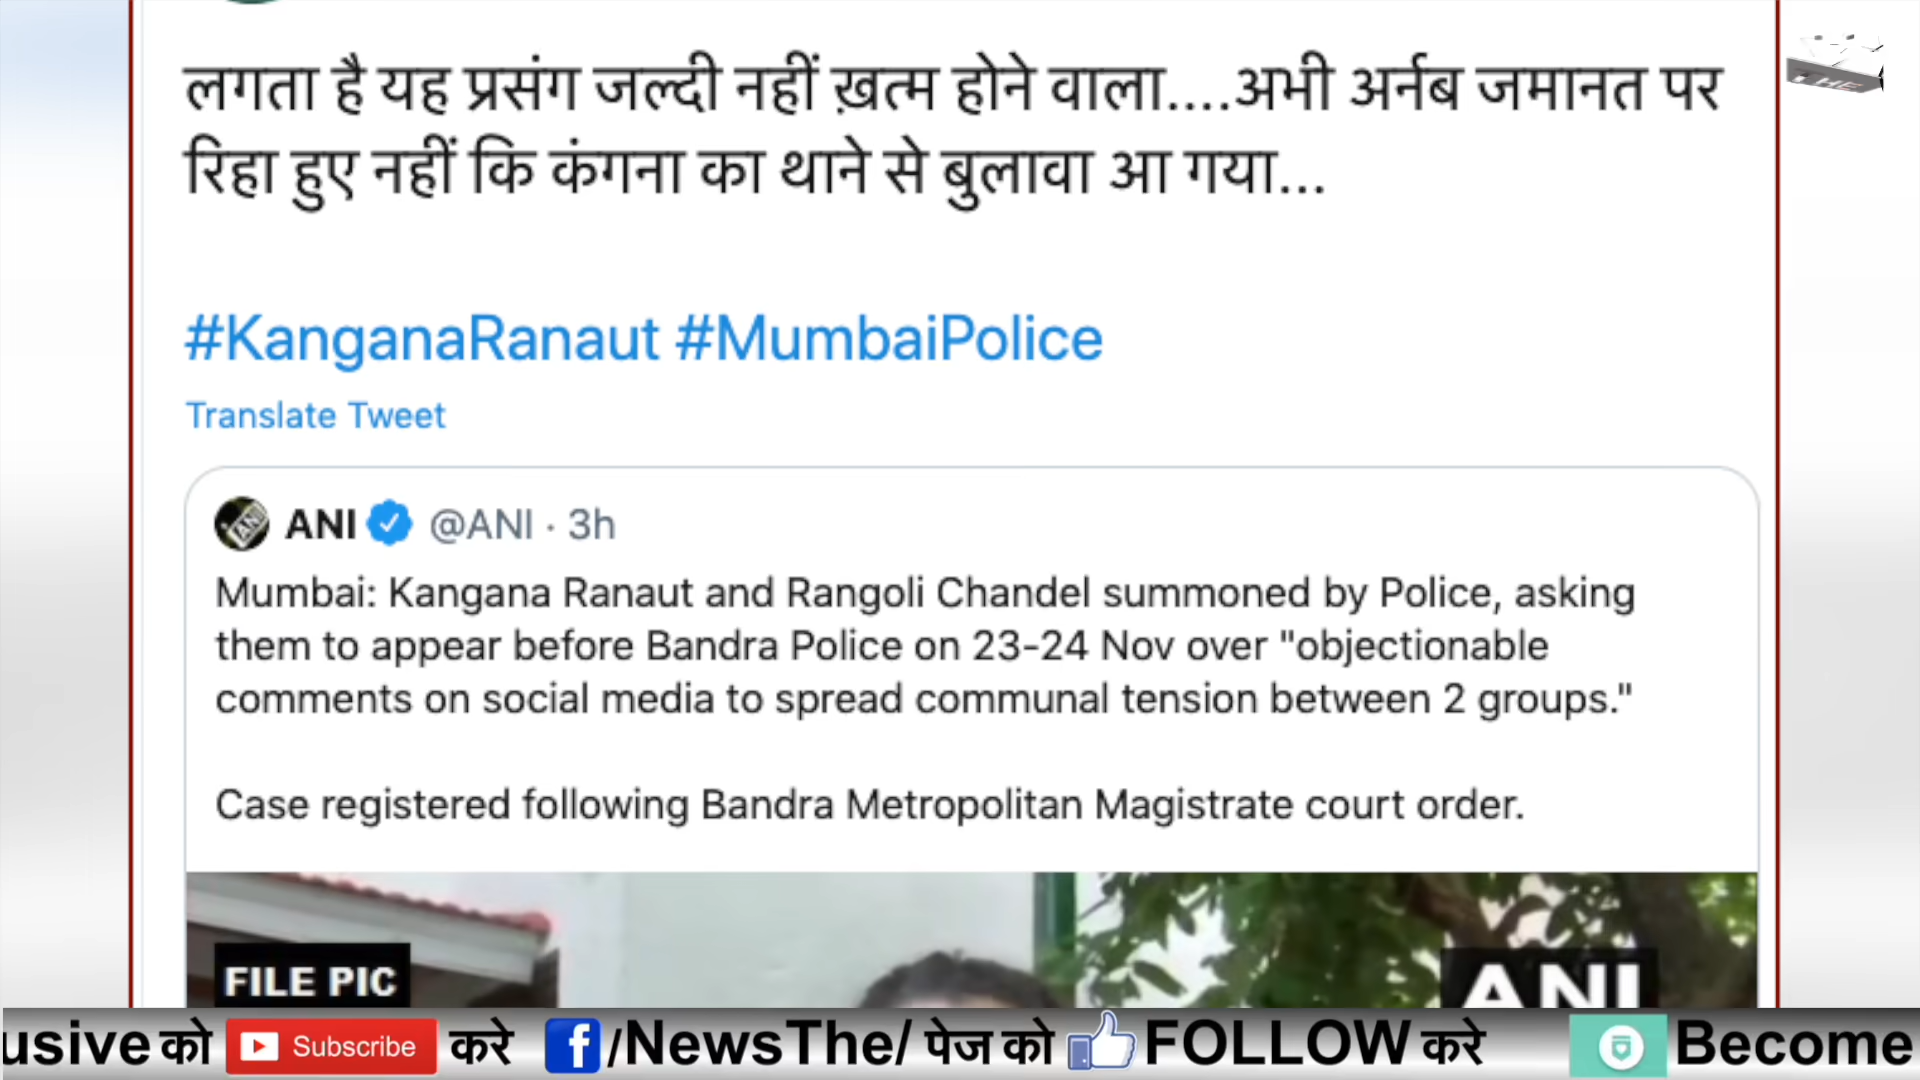 लगता है यह प्रसंग जल्दी नहीं ख़त्म होने वाला....अभी अर्नब जमानत पर
रिहा हुए नहीं कि कंगना का थाने से बुलावा आ गया...
#KanganaRanaut #MumbaiPolice
Translate Tweet
ANI @ANI · 3h
Mumbai: Kangana Ranaut and Rangoli Chandel summoned by Police, asking
them to appear before Bandra Police on 23-24 Nov over "objectionable
comments on social media to spread communal tension between 2 groups."
Case registered following Bandra Metropolitan Magistrate court order.
FILE PIC
ANI
usive को Subscribe करे f/NewsThe/ पेज को FOLLOW करे Become